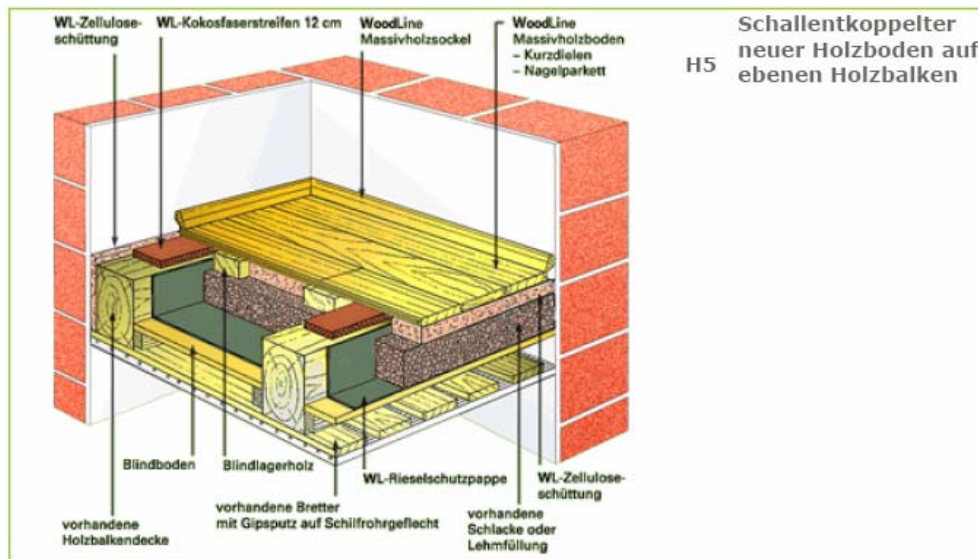 WL-Zellulose-
schüttung
WL-Kokosfaserstreifen 12 cm
WoodLine
Massivholzsockel
WoodLine
Massivholzboden
– Kurzdielen
– Nagelparkett
H5
Schallentkoppelter
neuer Holzboden auf
ebenen Holzbalken
Blindboden
Blindlagerholz
WL-Rieselschutzpappe
WL-Zellulose-
schüttung
vorhandene
Holzbalkendecke
vorhandene Bretter
mit Gipsputz auf Schilfrohrgeflecht
vorhandene
Schlacke oder
Lehmfüllung